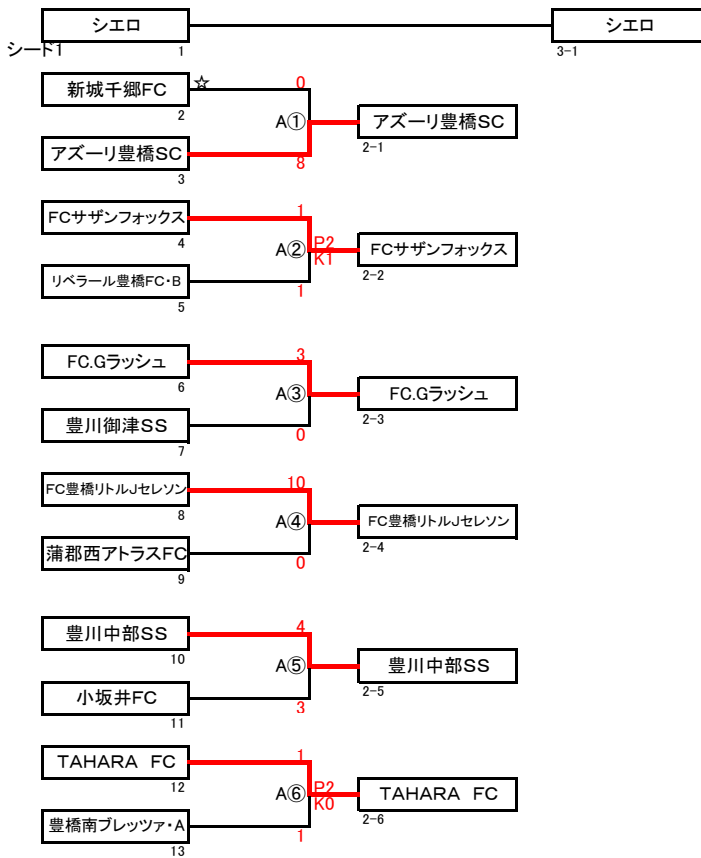 シエロ
シエロ
シード1
1
3-1
新城千郷FC
☆
0
2
A①
アズーリ豊橋SC
アズーリ豊橋SC
2-1
3
8
FCサザンフォックス
1
4
A②
P2
K1
FCサザンフォックス
リベラール豊橋FC・B
2-2
5
1
FC.Gラッシュ
3
6
A③
FC.Gラッシュ
豊川御津SS
2-3
7
0
FC豊橋リトルJセレソン
10
8
A④
FC豊橋リトルJセレソン
蒲郡西アトラスFC
2-4
9
0
豊川中部SS
4
10
A⑤
豊川中部SS
小坂井FC
2-5
11
3
TAHARA FC
1
12
A⑥
P2
K0
TAHARA FC
豊橋南ブレッツァ・A
2-6
13
1